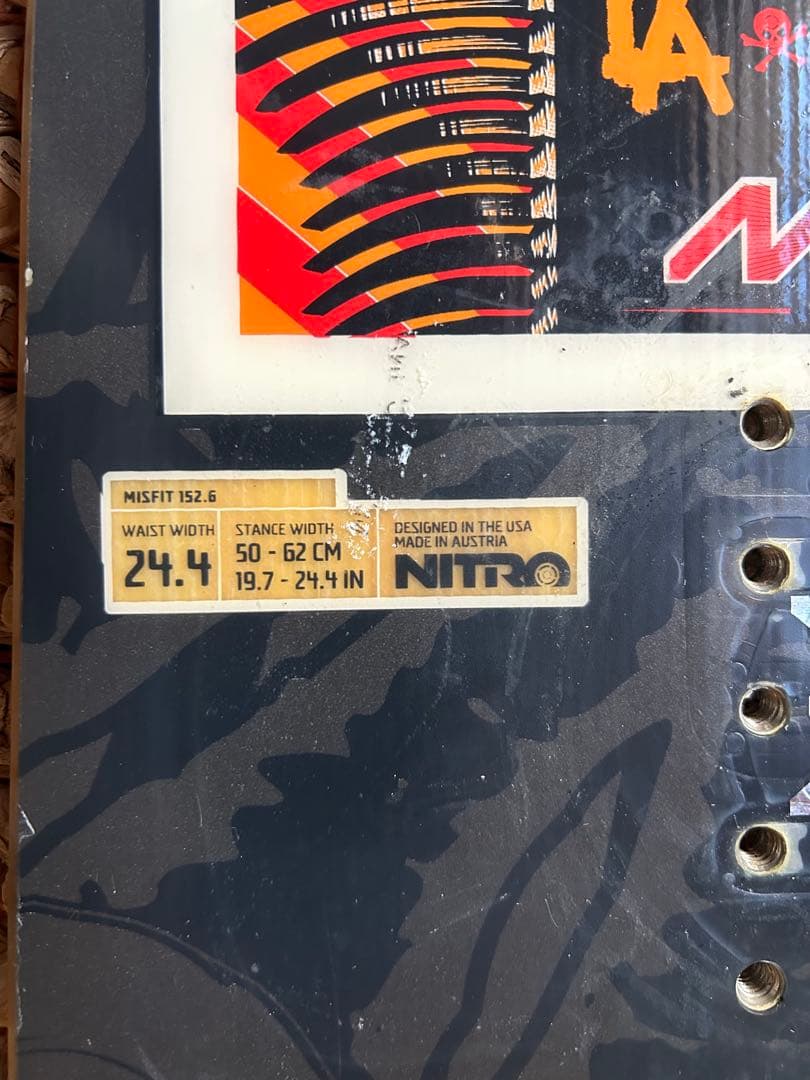 MISFIT 152.6
WAIST WIDTH
24.4
STANCE WIDTH
50 - 62 CM
19.7 - 24.4 IN
DESIGNED IN THE USA
MADE IN AUSTRIA
NITRO